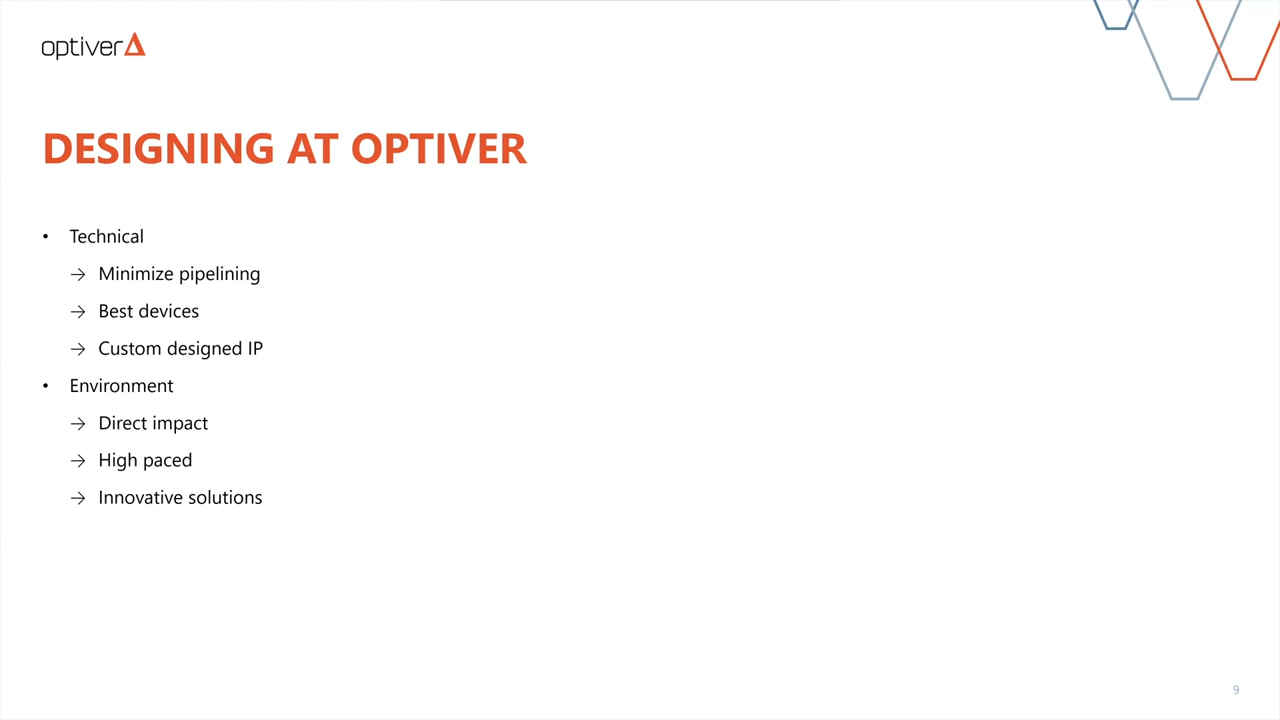 optiver
DESIGNING AT OPTIVER
• Technical
→ Minimize pipelining
→ Best devices
→ Custom designed IP
• Environment
→ Direct impact
→ High paced
→ Innovative solutions
9